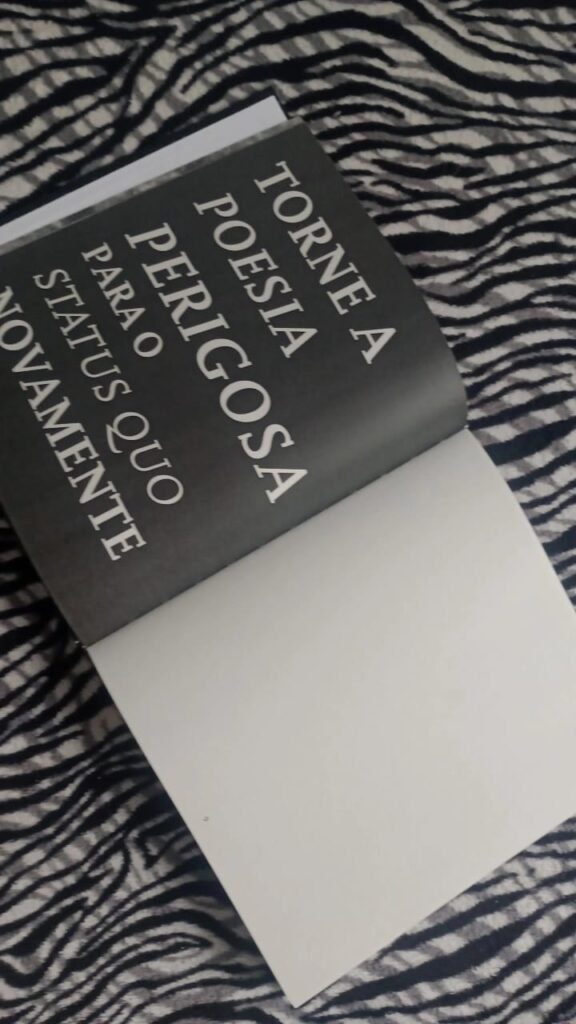 TORNE A
POESIA
PERIGOSA
PARA O
STATUS QUO
NOVAMENTE